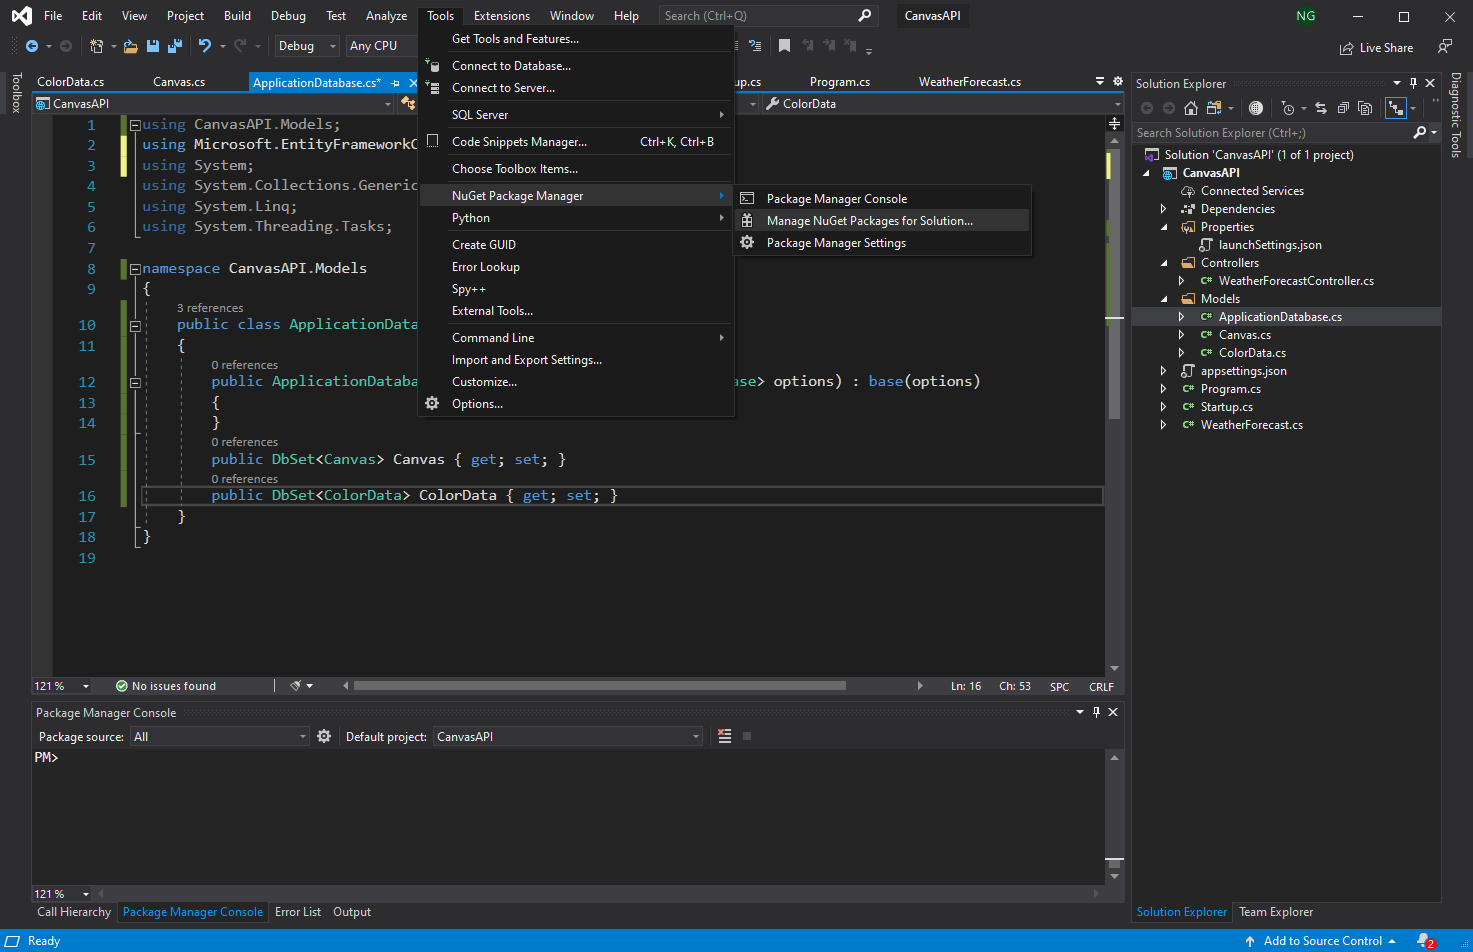 File Edit View Project Build Debug Test Analyze Tools Extensions Window Help Search (Ctrl+Q) CanvasAPI NG
Debug Any CPU Live Share
Get Tools and Features...
Connect to Database...
Connect to Server...
SQL Server
Code Snippets Manager... Ctrl+K, Ctrl+B
Choose Toolbox Items...
NuGet Package Manager
Python
Create GUID
Error Lookup
Spy++
External Tools...
Command Line
Import and Export Settings...
Customize...
Options...
Package Manager Console
Manage NuGet Packages for Solution...
Package Manager Settings
Toolbox
ColorData.cs Canvas.cs ApplicationDatabase.cs* up.cs Program.cs WeatherForecast.cs
CanvasAPI ColorData
1 using CanvasAPI.Models;
2 using Microsoft.EntityFrameworkC
3 using System;
4 using System.Collections.Generic
5 using System.Linq;
6 using System.Threading.Tasks;
7
8 namespace CanvasAPI.Models
9 {
3 references
10 public class ApplicationData
11 {
0 references
12 public ApplicationDataba ase> options) : base(options)
13 {
14 }
0 references
15 public DbSet<Canvas> Canvas { get; set; }
0 references
16 public DbSet<ColorData> ColorData { get; set; }
17 }
18 }
19
121 % No issues found Ln: 16 Ch: 53 SPC CRLF
Package Manager Console
Package source: All Default project: CanvasAPI
PM>
121 %
Call Hierarchy Package Manager Console Error List Output
Solution Explorer
Search Solution Explorer (Ctrl+;)
Solution 'CanvasAPI' (1 of 1 project)
CanvasAPI
Connected Services
Dependencies
Properties
launchSettings.json
Controllers
C# WeatherForecastController.cs
Models
C# ApplicationDatabase.cs
C# Canvas.cs
C# ColorData.cs
appsettings.json
C# Program.cs
C# Startup.cs
C# WeatherForecast.cs
Solution Explorer Team Explorer
Diagnostic Tools
Ready Add to Source Control 2